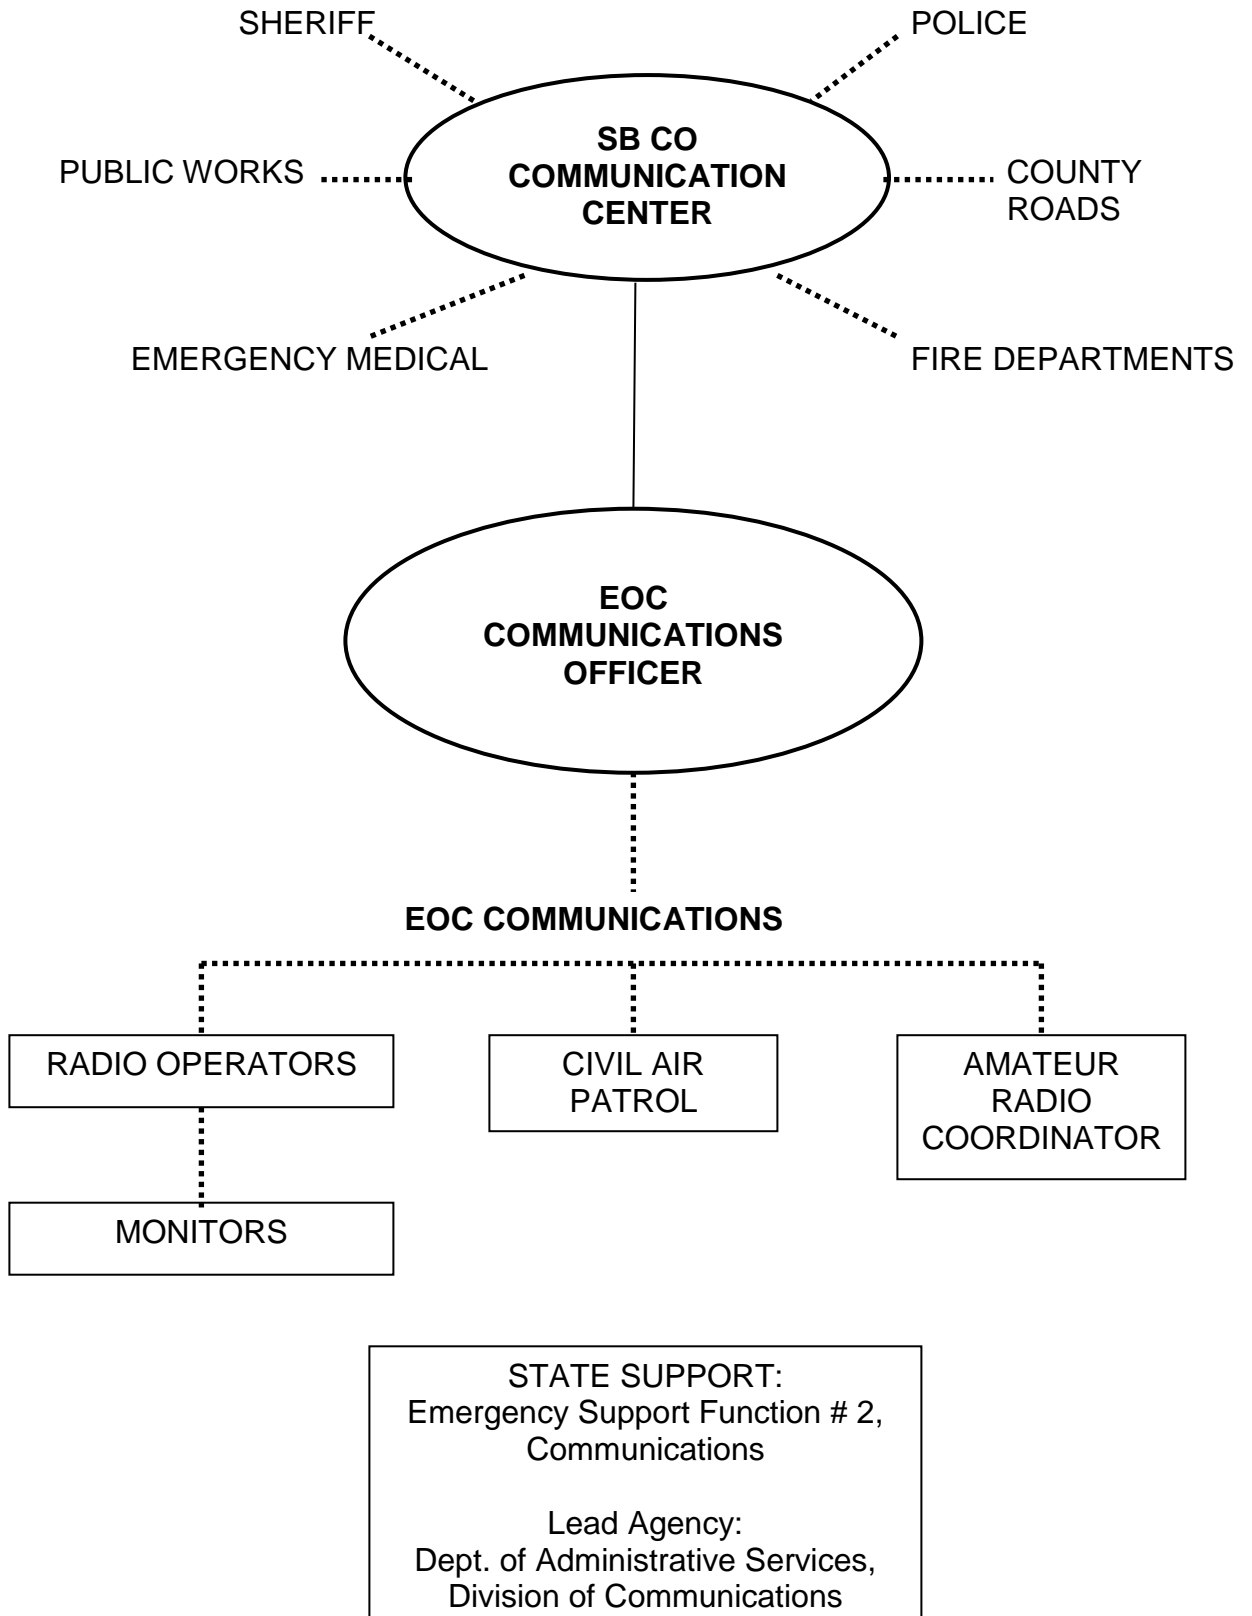 SHERIFF
POLICE
SB CO
COMMUNICATION
CENTER
PUBLIC WORKS
COUNTY
ROADS
EMERGENCY MEDICAL
FIRE DEPARTMENTS
EOC
COMMUNICATIONS
OFFICER
EOC COMMUNICATIONS
RADIO OPERATORS
CIVIL AIR
PATROL
AMATEUR
RADIO
COORDINATOR
MONITORS
STATE SUPPORT:
Emergency Support Function # 2,
Communications
Lead Agency:
Dept. of Administrative Services,
Division of Communications